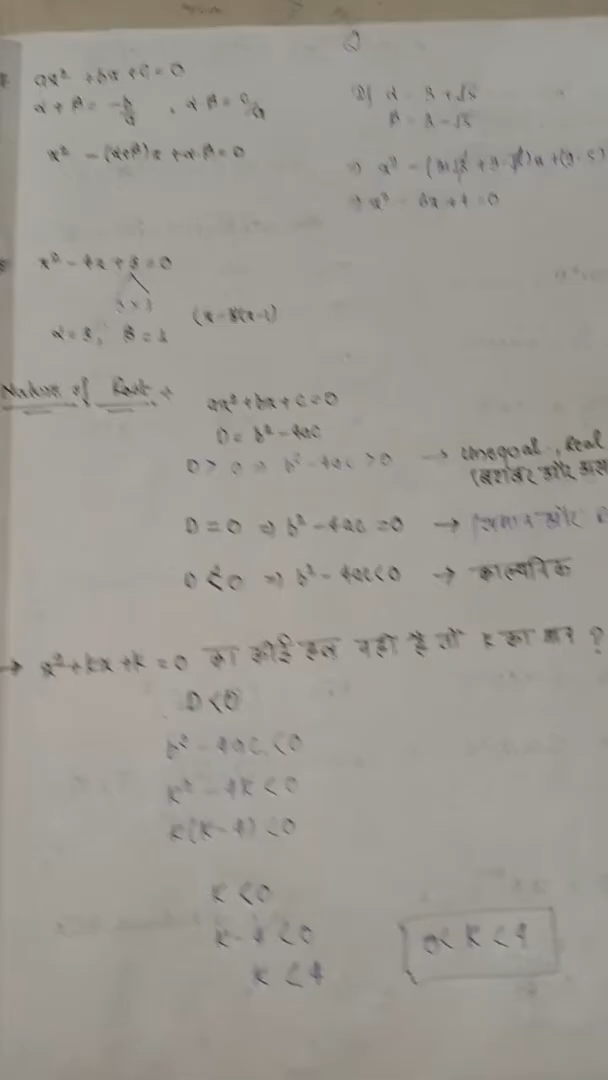 2
ax² + bx + c = 0
α + β = -b/a , α·β = c/a
x² - (α+β)x + α·β = 0
α = 3 + √5
β = 3 - √5
⇒ x² - 6x + 4 = 0
x² - 4x + 3 = 0
3 × 1
α = 3, β = 1 (x-3)(x-1)
Nature of Root →
ax² + bx + c = 0
D = b² - 4ac
D > 0 ⇒ b² - 4ac > 0 → Unequal, Real
D = 0 ⇒ b² - 4ac = 0 →
D < 0 ⇒ b² - 4ac < 0 → काल्पनिक
→ x² + kx + k = 0 का कोई हल नहीं है तो k का मान ?
D < 0
b² - 4ac < 0
k² - 4k < 0
k(k-4) < 0
k < 0
k - 4 < 0
k < 4
0 < k < 4